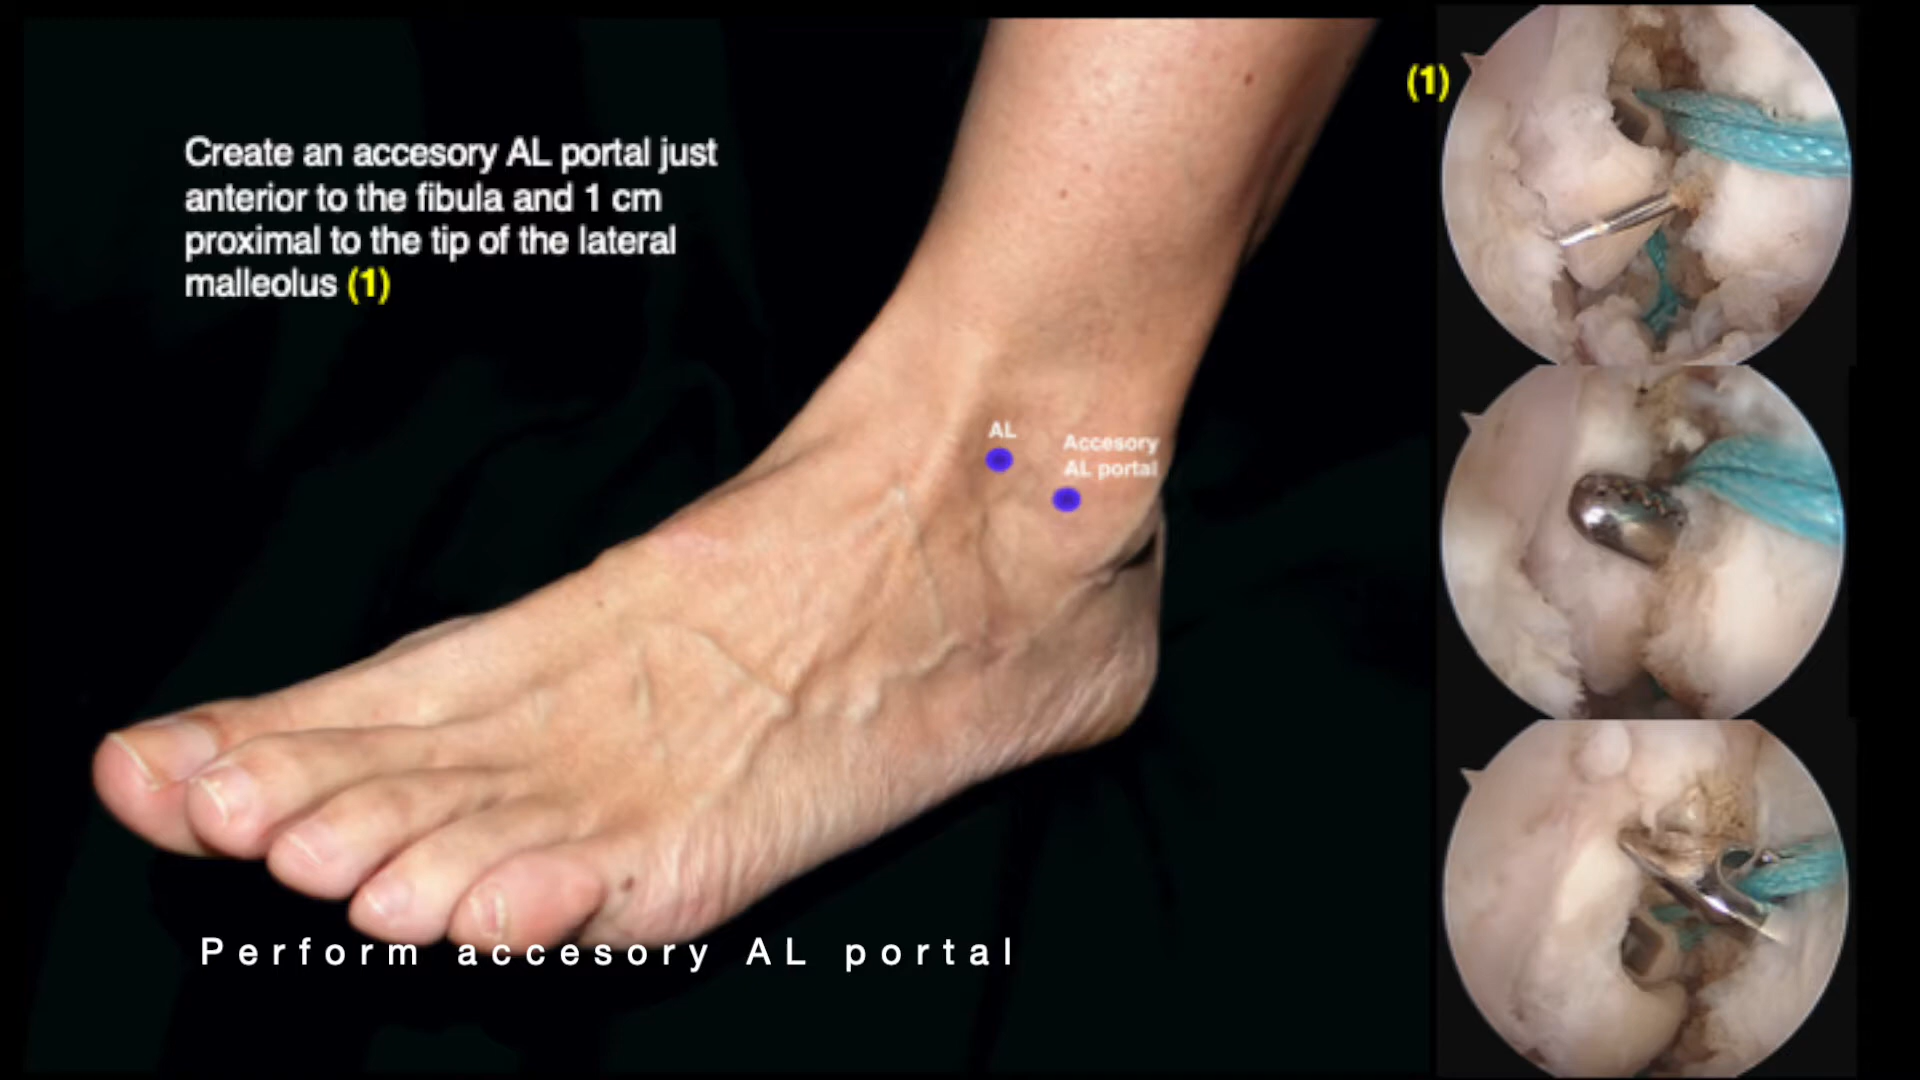 Create an accesory AL portal just
anterior to the fibula and 1 cm
proximal to the tip of the lateral
malleolus (1)
(1)
AL
Accesory
AL portal
Perform accesory AL portal